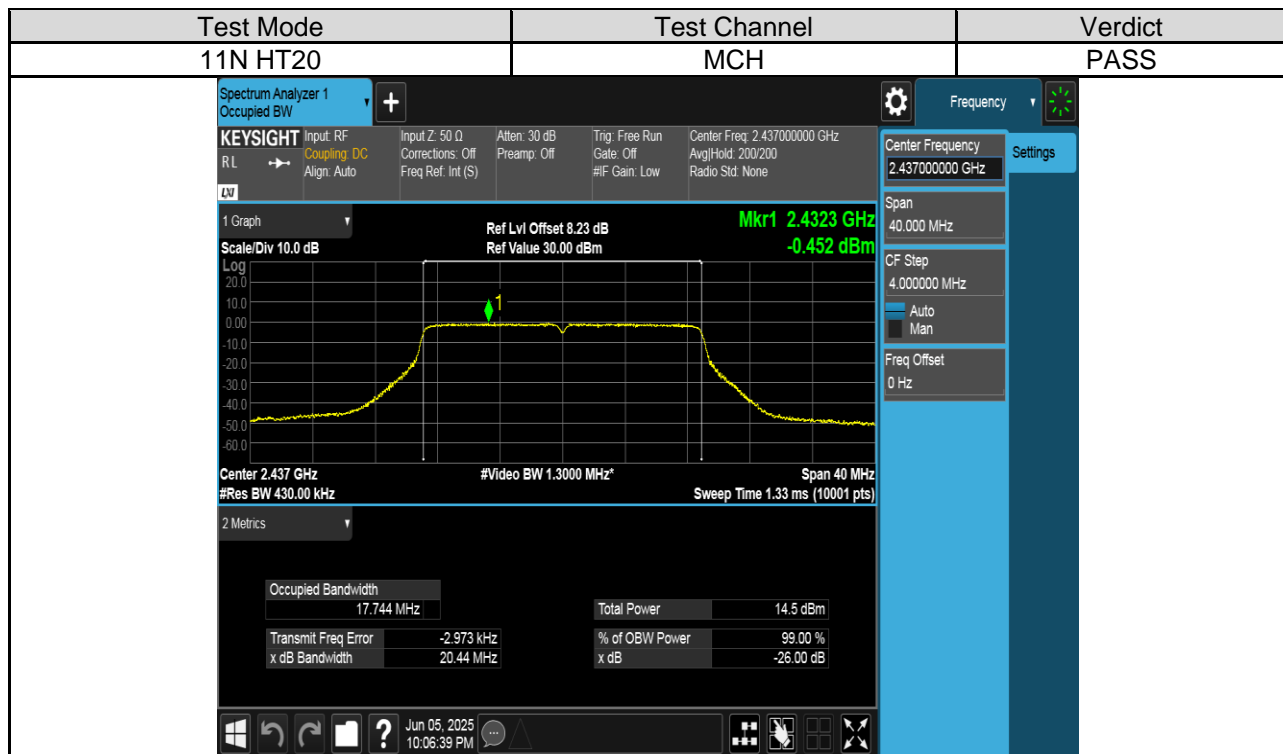 Test Mode Test Channel Verdict
11N HT20 MCH PASS
Spectrum Analyzer 1
Occupied BW
+
Frequency
KEYSIGHT Input: RF Input Z: 50 Ω Atten: 30 dB Trig: Free Run Center Freq: 2.437000000 GHz
RL Coupling: DC Corrections: Off Preamp: Off Gate: Off Avg|Hold: 200/200
Align: Auto Freq Ref: Int (S) #IF Gain: Low Radio Std: None
LXI
Center Frequency
2.437000000 GHz
Settings
Span
40.000 MHz
CF Step
4.000000 MHz
Auto
Man
Freq Offset
0 Hz
1 Graph Ref Lvl Offset 8.23 dB Mkr1 2.4323 GHz
Scale/Div 10.0 dB Ref Value 30.00 dBm -0.452 dBm
Log
20.0
10.0
1
0.00
-10.0
-20.0
-30.0
-40.0
-50.0
-60.0
Center 2.437 GHz #Video BW 1.3000 MHz* Span 40 MHz
#Res BW 430.00 kHz Sweep Time 1.33 ms (10001 pts)
2 Metrics
Occupied Bandwidth
17.744 MHz Total Power 14.5 dBm
Transmit Freq Error -2.973 kHz % of OBW Power 99.00 %
x dB Bandwidth 20.44 MHz x dB -26.00 dB
? Jun 05, 2025
10:06:39 PM